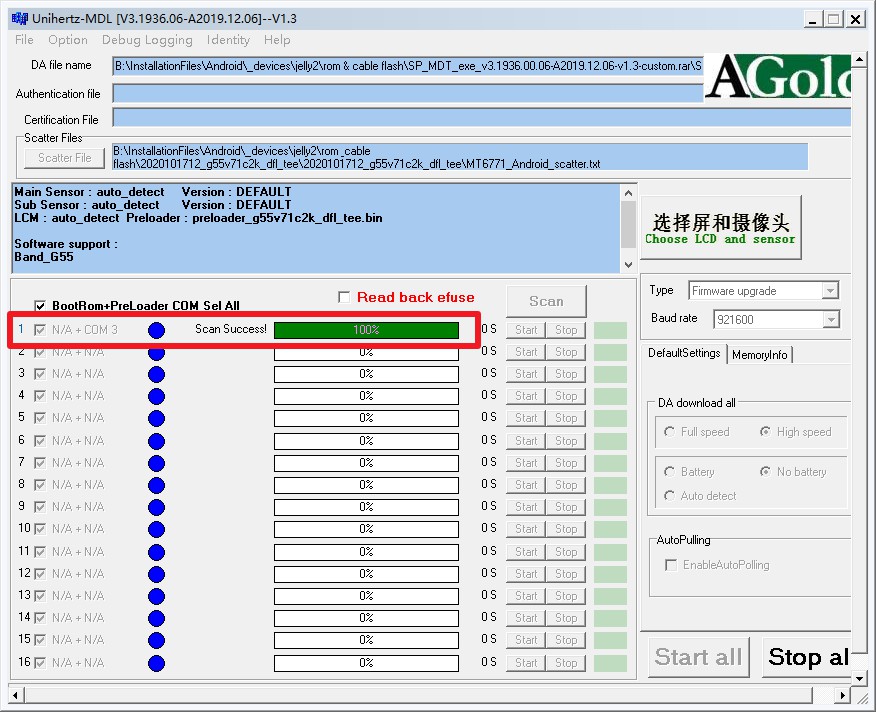 Unihertz-MDL [V3.1936.06-A2019.12.06]--V1.3
File Option Debug Logging Identity Help
DA file name B:\InstallationFiles\Android\_devices\jelly2\rom & cable flash\SP_MDT_exe_v3.1936.00.06-A2019.12.06-v1.3-custom.rar\S
AGolo
Authentication file
Certification File
Scatter Files
Scatter File
B:\InstallationFiles\Android\_devices\jelly2\rom_cable
flash\2020101712_g55v71c2k_dfl_tee\2020101712_g55v71c2k_dfl_tee\MT6771_Android_scatter.txt
Main Sensor : auto_detect Version : DEFAULT
Sub Sensor : auto_detect Version : DEFAULT
LCM : auto_detect Preloader : preloader_g55v71c2k_dfl_tee.bin
Software support :
Band_G55
选择屏和摄像头
Choose LCD and sensor
BootRom+PreLoader COM Sel All
Read back efuse
Scan
1 N/A + COM 3 Scan Success! 100% 0 S Start Stop
2 N/A + N/A 0% 0 S Start Stop
3 N/A + N/A 0% 0 S Start Stop
4 N/A + N/A 0% 0 S Start Stop
5 N/A + N/A 0% 0 S Start Stop
6 N/A + N/A 0% 0 S Start Stop
7 N/A + N/A 0% 0 S Start Stop
8 N/A + N/A 0% 0 S Start Stop
9 N/A + N/A 0% 0 S Start Stop
10 N/A + N/A 0% 0 S Start Stop
11 N/A + N/A 0% 0 S Start Stop
12 N/A + N/A 0% 0 S Start Stop
13 N/A + N/A 0% 0 S Start Stop
14 N/A + N/A 0% 0 S Start Stop
15 N/A + N/A 0% 0 S Start Stop
16 N/A + N/A 0% 0 S Start Stop
Type Firmware upgrade
Baud rate 921600
DefaultSettings MemoryInfo
DA download all
Full speed High speed
Battery No battery
Auto detect
AutoPulling
EnableAutoPolling
Start all Stop al